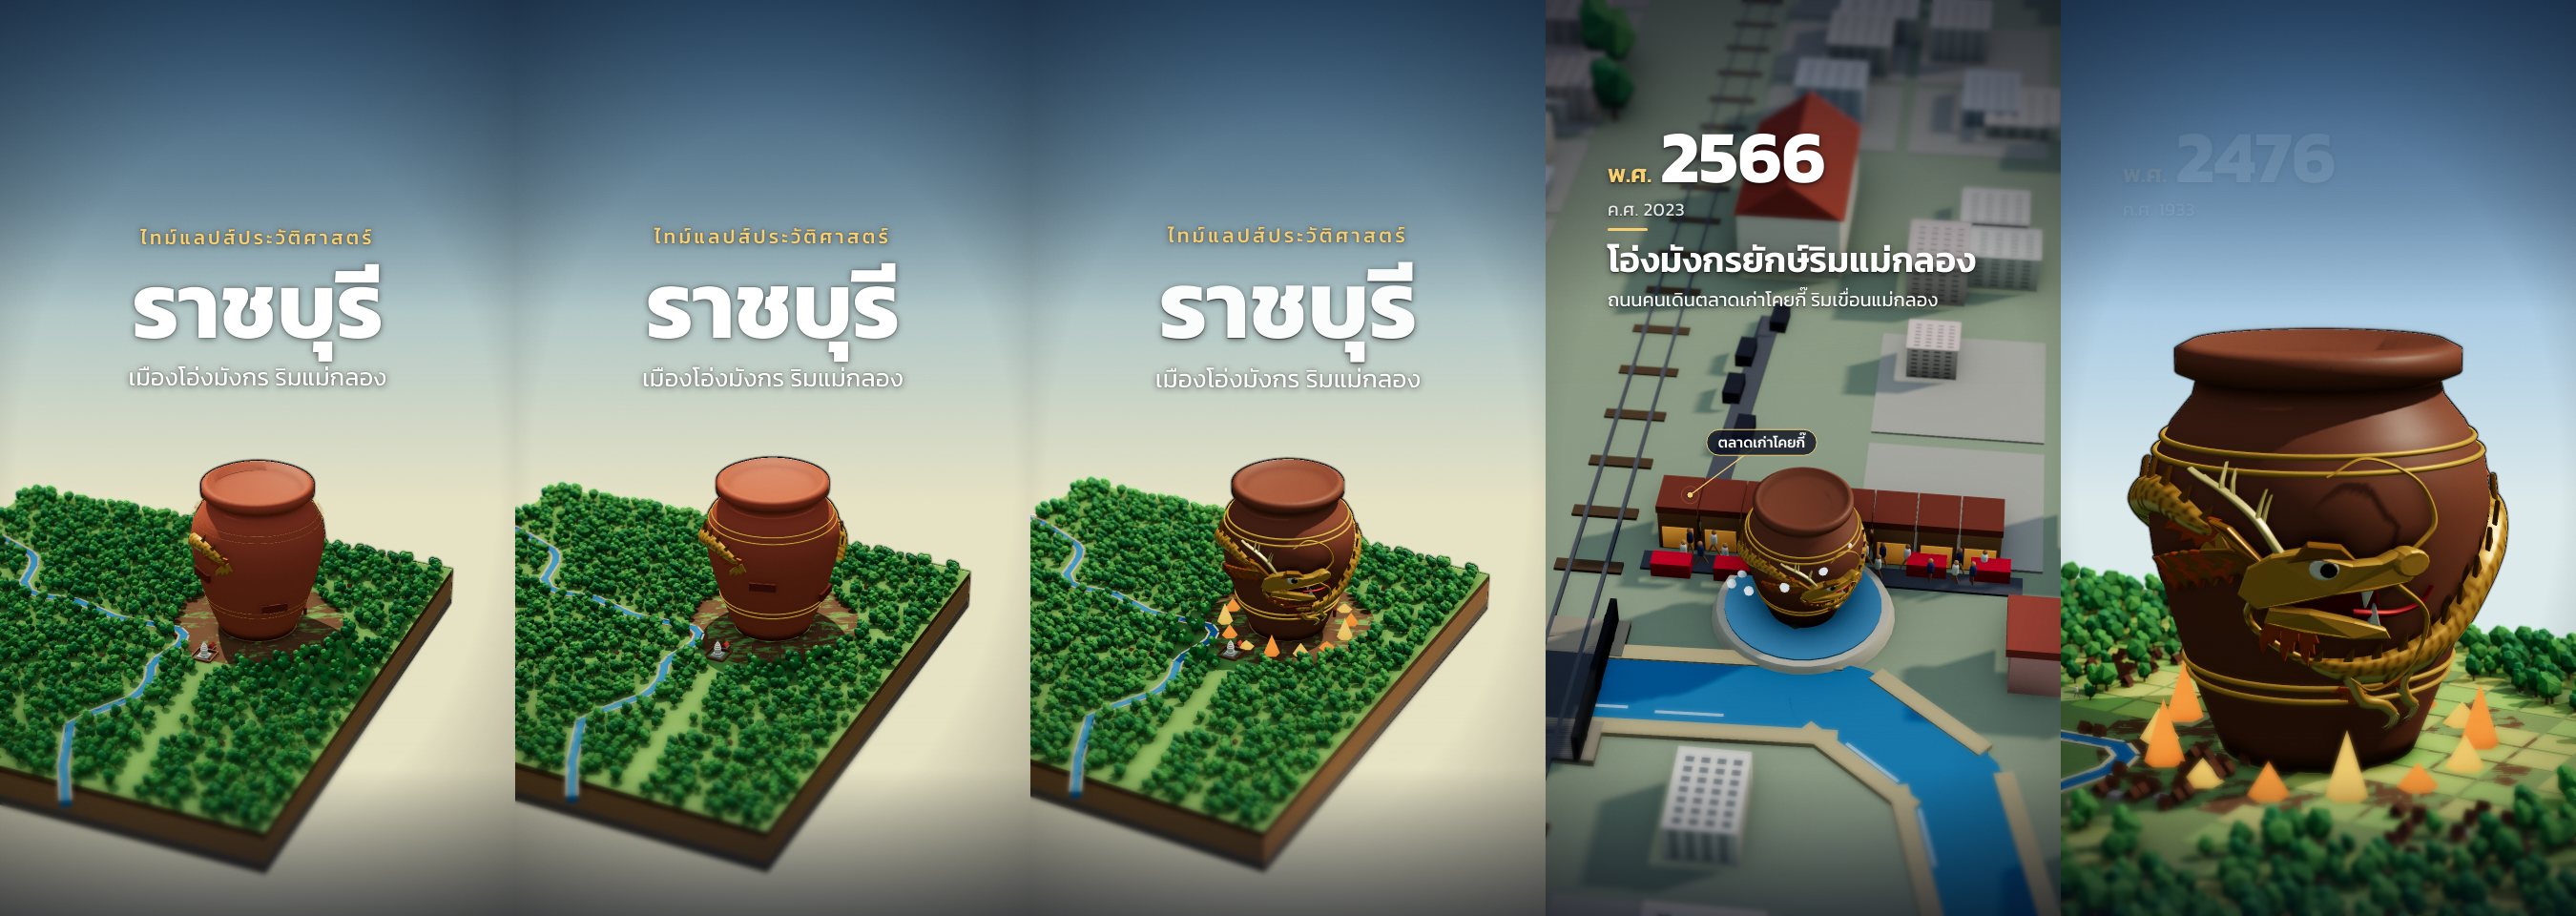 ไทม์แลปส์ประวัติศาสตร์
ราชบุรี
เมืองโอ่งมังกร ริมแม่กลอง
ไทม์แลปส์ประวัติศาสตร์
ราชบุรี
เมืองโอ่งมังกร ริมแม่กลอง
ไทม์แลปส์ประวัติศาสตร์
ราชบุรี
เมืองโอ่งมังกร ริมแม่กลอง
พ.ศ. 2566
ค.ศ. 2023
โอ่งมังกรยักษ์ริมแม่กลอง
ถนนคนเดินตลาดเก่าโคยกี๊ ริมเขื่อนแม่กลอง
ตลาดเก่าโคยกี๊
พ.ศ. 2476
ค.ศ. 1933